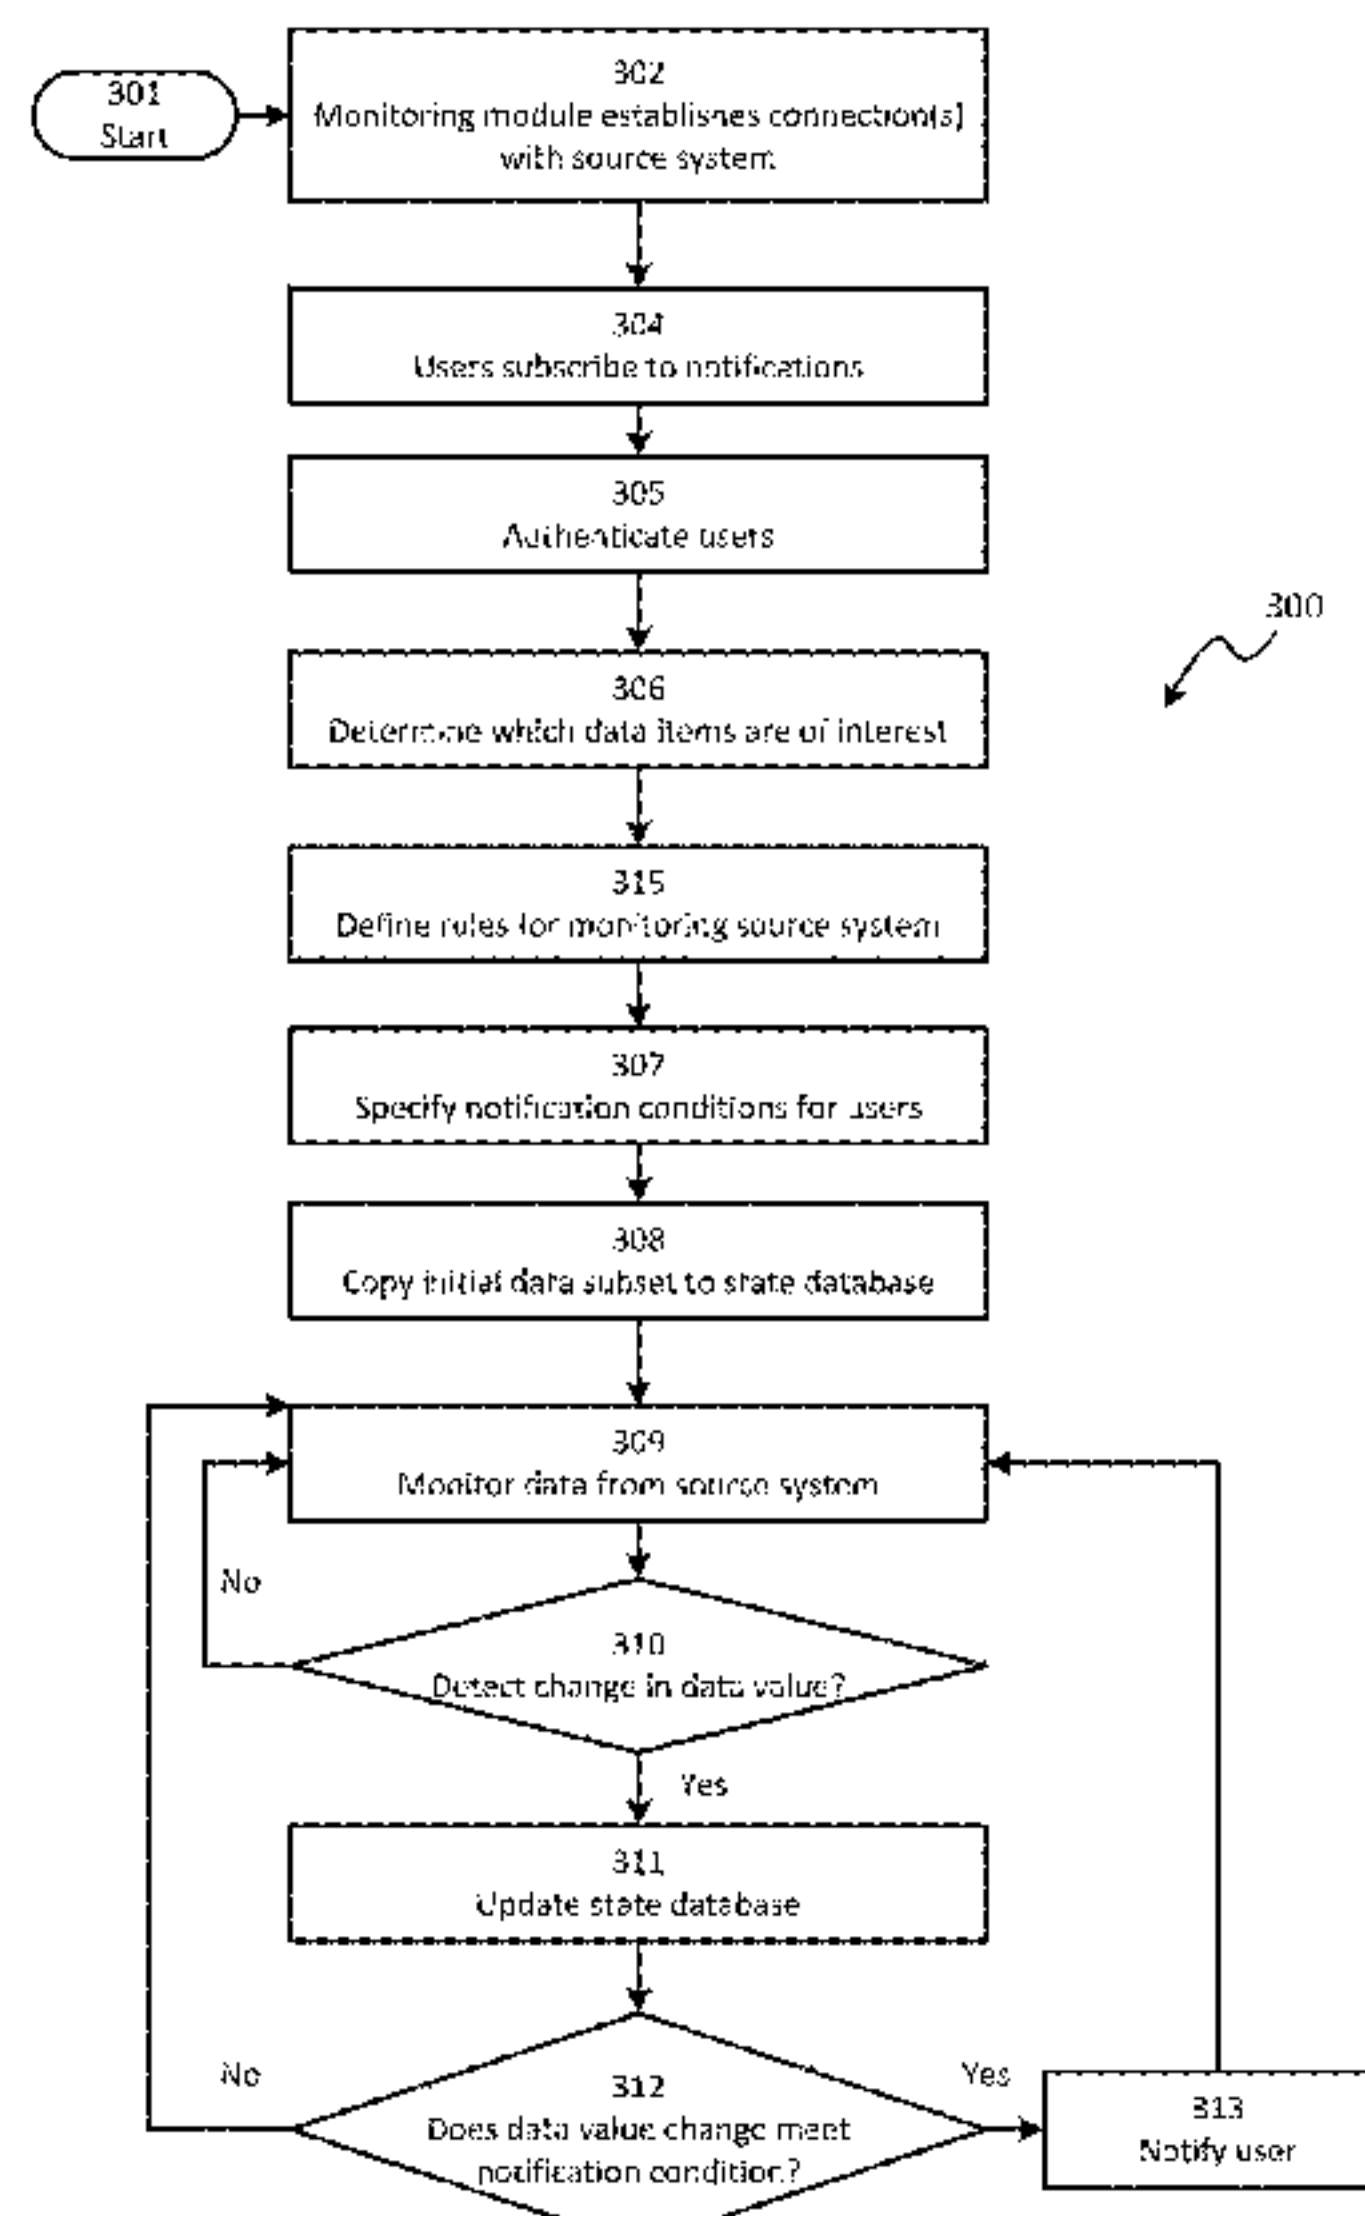 301
Start
302
Monitoring module establishes connection(s)
with source system
304
Users subscribe to notifications
305
Authenticate users
300
306
Determine which data items are of interest
315
Define rules for monitoring source system
307
Specify notification conditions for users
308
Copy initial data subset to state database
309
Monitor data from source system
No
310
Detect change in data value?
Yes
311
Update state database
No
312
Does data value change meet
notification condition?
Yes
313
Notify user